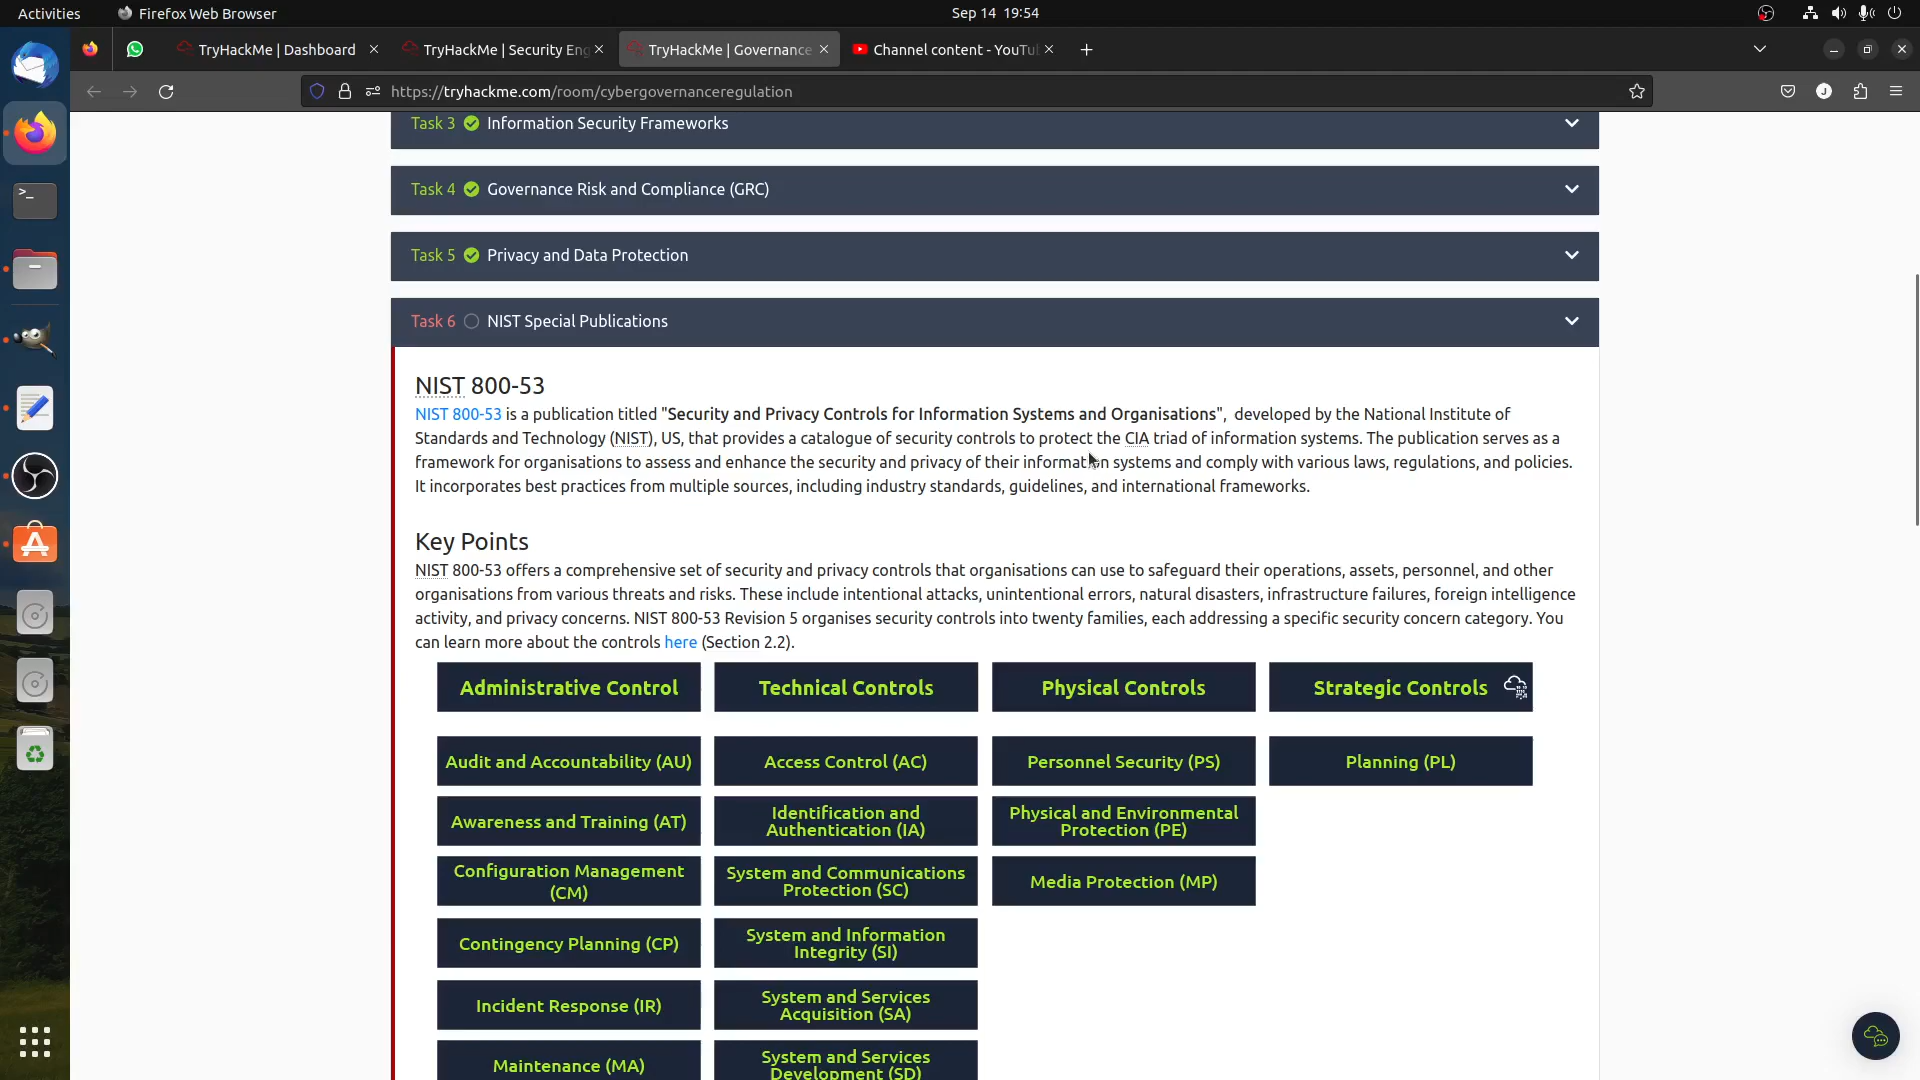 Activities
Firefox Web Browser
Sep 14 19:54
TryHackMe | Dashboard
TryHackMe | Security Eng
TryHackMe | Governance
Channel content - YouTu
https://tryhackme.com/room/cybergovernanceregulation
J
Task 3 Information Security Frameworks
Task 4 Governance Risk and Compliance (GRC)
Task 5 Privacy and Data Protection
Task 6 NIST Special Publications
NIST 800-53
NIST 800-53 is a publication titled "Security and Privacy Controls for Information Systems and Organisations", developed by the National Institute of
Standards and Technology (NIST), US, that provides a catalogue of security controls to protect the CIA triad of information systems. The publication serves as a
framework for organisations to assess and enhance the security and privacy of their information systems and comply with various laws, regulations, and policies.
It incorporates best practices from multiple sources, including industry standards, guidelines, and international frameworks.
Key Points
NIST 800-53 offers a comprehensive set of security and privacy controls that organisations can use to safeguard their operations, assets, personnel, and other
organisations from various threats and risks. These include intentional attacks, unintentional errors, natural disasters, infrastructure failures, foreign intelligence
activity, and privacy concerns. NIST 800-53 Revision 5 organises security controls into twenty families, each addressing a specific security concern category. You
can learn more about the controls here (Section 2.2).
Administrative Control
Technical Controls
Physical Controls
Strategic Controls
Audit and Accountability (AU)
Access Control (AC)
Personnel Security (PS)
Planning (PL)
Awareness and Training (AT)
Identification and
Authentication (IA)
Physical and Environmental
Protection (PE)
Configuration Management
(CM)
System and Communications
Protection (SC)
Media Protection (MP)
Contingency Planning (CP)
System and Information
Integrity (SI)
Incident Response (IR)
System and Services
Acquisition (SA)
Maintenance (MA)
System and Services
Development (SD)